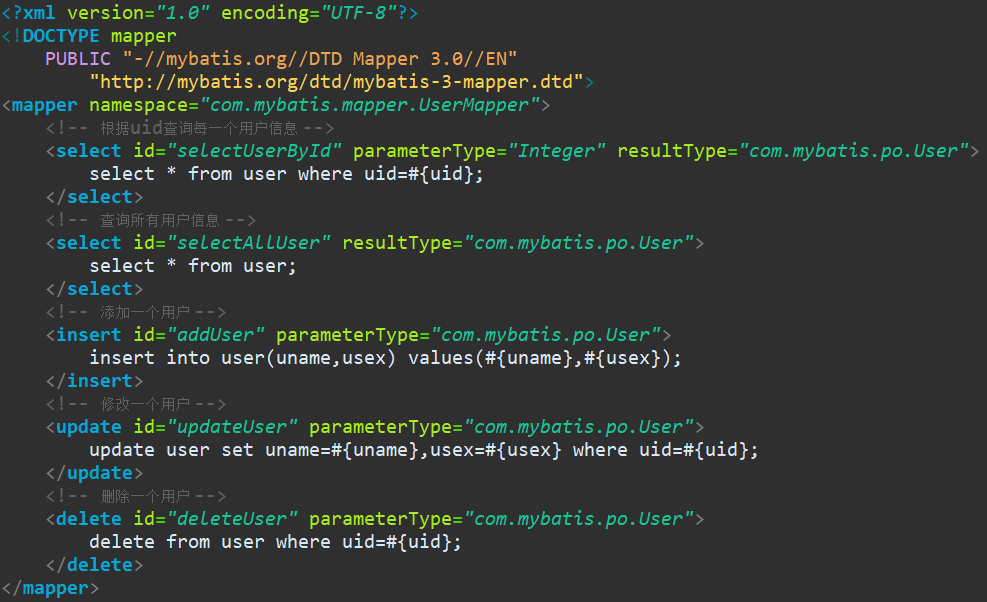 <?xml version="1.0" encoding="UTF-8"?>
<!DOCTYPE mapper
PUBLIC "-//mybatis.org//DTD Mapper 3.0//EN"
"http://mybatis.org/dtd/mybatis-3-mapper.dtd">
<mapper namespace="com.mybatis.mapper.UserMapper">
<!-- 根据uid查询每一个用户信息 -->
<select id="selectUserById" parameterType="Integer" resultType="com.mybatis.po.User">
select * from user where uid=#{uid};
</select>
<!-- 查询所有用户信息 -->
<select id="selectAllUser" resultType="com.mybatis.po.User">
select * from user;
</select>
<!-- 添加一个用户 -->
<insert id="addUser" parameterType="com.mybatis.po.User">
insert into user(uname,usex) values(#{uname},#{usex});
</insert>
<!-- 修改一个用户 -->
<update id="updateUser" parameterType="com.mybatis.po.User">
update user set uname=#{uname},usex=#{usex} where uid=#{uid};
</update>
<!-- 删除一个用户 -->
<delete id="deleteUser" parameterType="com.mybatis.po.User">
delete from user where uid=#{uid};
</delete>
</mapper>